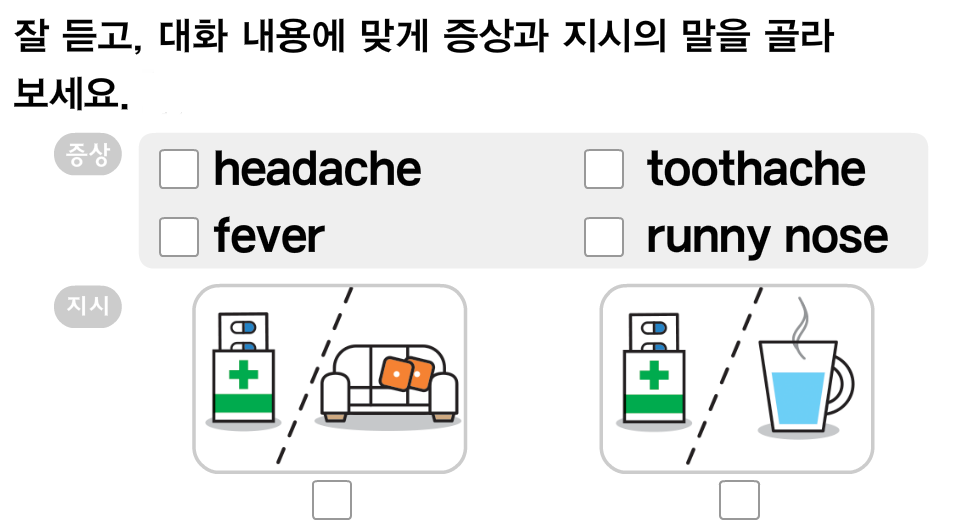 잘 듣고, 대화 내용에 맞게 증상과 지시의 말을 골라
보세요.
증상
headache
toothache
fever
runny nose
지시